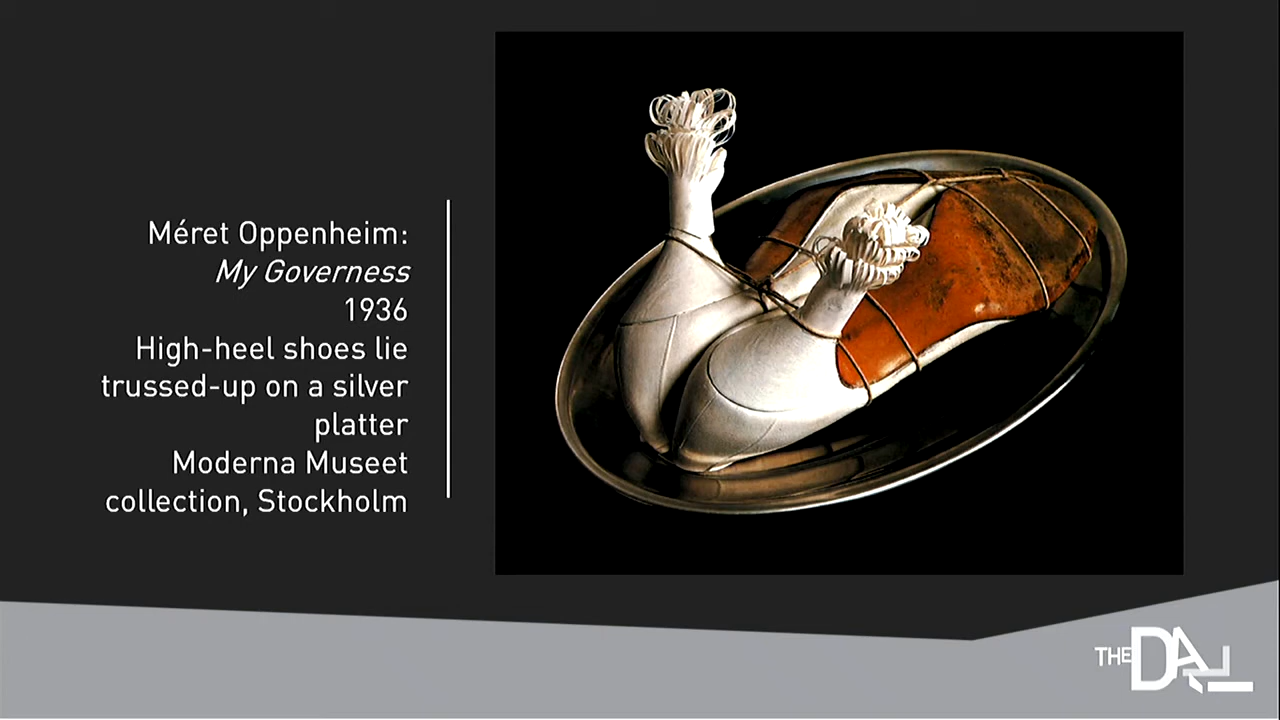 Méret Oppenheim:
My Governess
1936
High-heel shoes lie
trussed-up on a silver
platter
Moderna Museet
collection, Stockholm
THE DALÍ